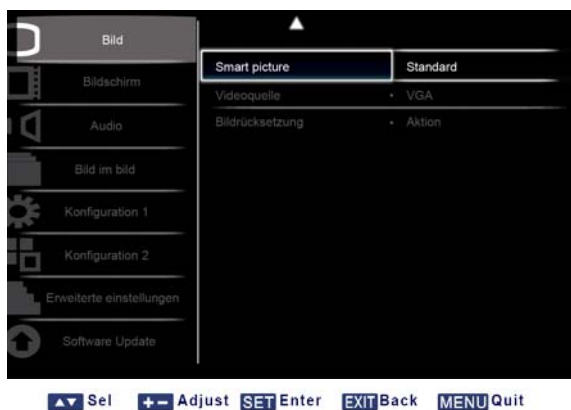 Bild
Smart picture Standard
Bildschirm
Videoquelle • VGA
Audio
Bildrücksetzung • Aktion
Bild im bild
Konfiguration 1
Konfiguration 2
Erweiterte einstellungen
Software Update
Sel + − Adjust SET Enter EXIT Back MENU Quit